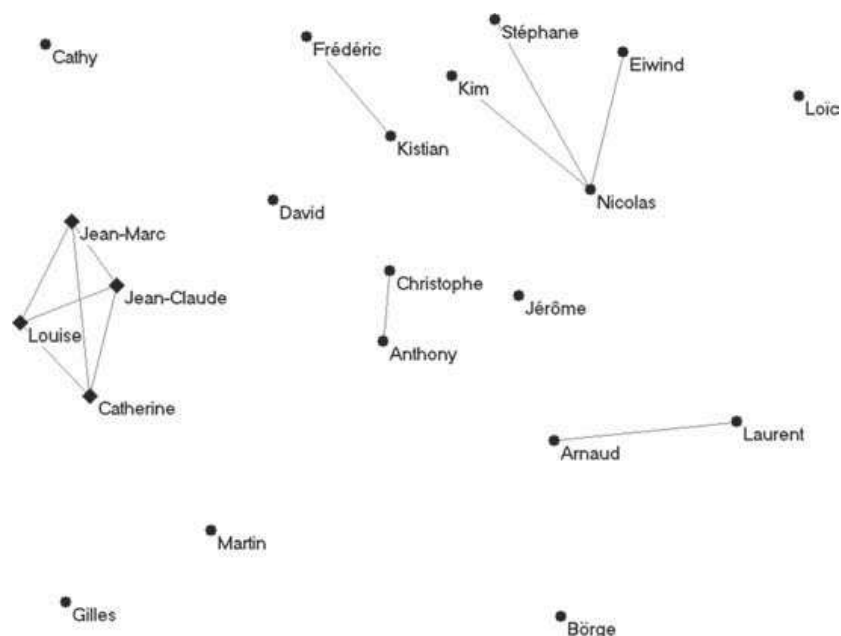 Stéphane
Frédéric
Cathy
Eiwind
Kim
Loïc
Kistian
Nicolas
David
Jean-Marc
Christophe
Jean-Claude
Jérôme
Louise
Anthony
Catherine
Laurent
Arnaud
Martin
Gilles
Börge